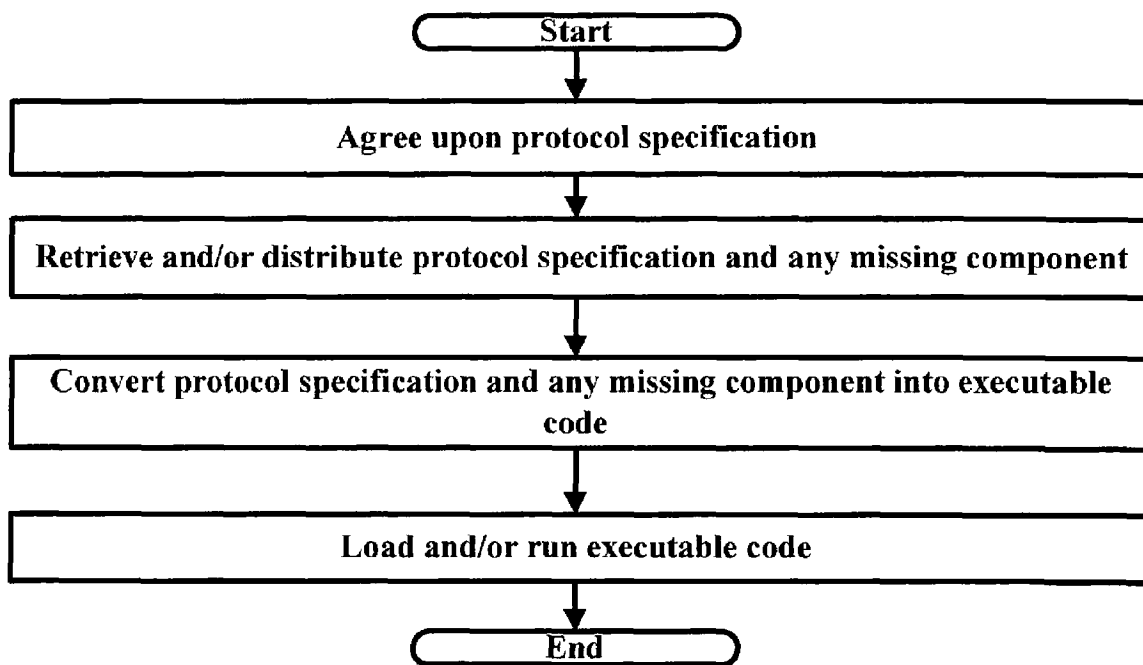 Start
Agree upon protocol specification
Retrieve and/or distribute protocol specification and any missing component
Convert protocol specification and any missing component into executable
code
Load and/or run executable code
End